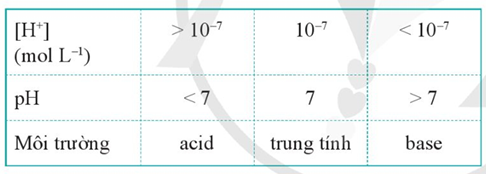 [H⁺] > 10⁻⁷ 10⁻⁷ < 10⁻⁷
(mol L⁻¹)
pH < 7 7 > 7
Môi trường acid trung tính base